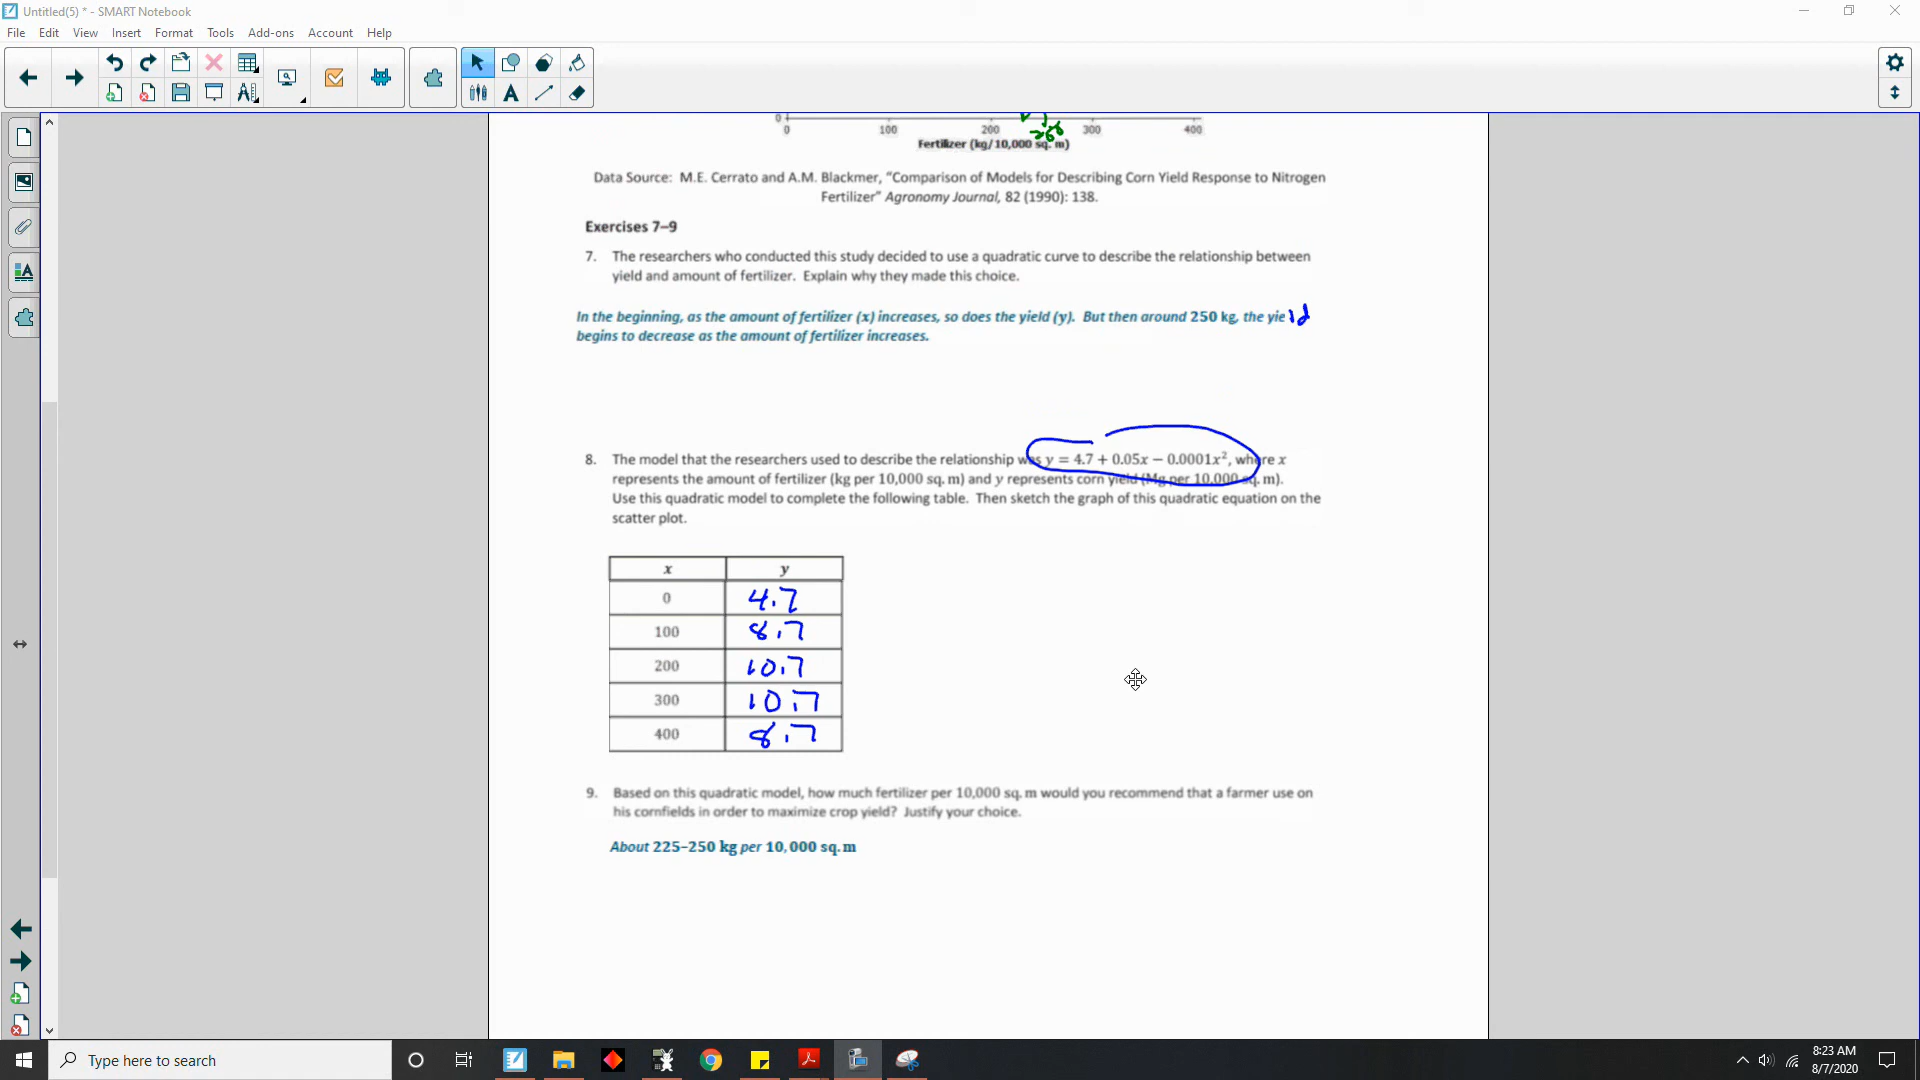 Untitled(5) * - SMART Notebook
File Edit View Insert Format Tools Add-ons Account Help
0
0 100 200 300 400
Fertilizer (kg/10,000 sq. m)
Data Source: M.E. Cerrato and A.M. Blackmer, "Comparison of Models for Describing Corn Yield Response to Nitrogen
Fertilizer" Agronomy Journal, 82 (1990): 138.
Exercises 7–9
7. The researchers who conducted this study decided to use a quadratic curve to describe the relationship between
yield and amount of fertilizer. Explain why they made this choice.
In the beginning, as the amount of fertilizer (x) increases, so does the yield (y). But then around 250 kg, the yield
begins to decrease as the amount of fertilizer increases.
8. The model that the researchers used to describe the relationship was y = 4.7 + 0.05x − 0.0001x², where x
represents the amount of fertilizer (kg per 10,000 sq. m) and y represents corn yield (Mg per 10,000 sq. m).
Use this quadratic model to complete the following table. Then sketch the graph of this quadratic equation on the
scatter plot.
x y
0 4.7
100 8.7
200 10.7
300 10.7
400 8.7
9. Based on this quadratic model, how much fertilizer per 10,000 sq. m would you recommend that a farmer use on
his cornfields in order to maximize crop yield? Justify your choice.
About 225–250 kg per 10,000 sq. m
Type here to search
8:23 AM
8/7/2020